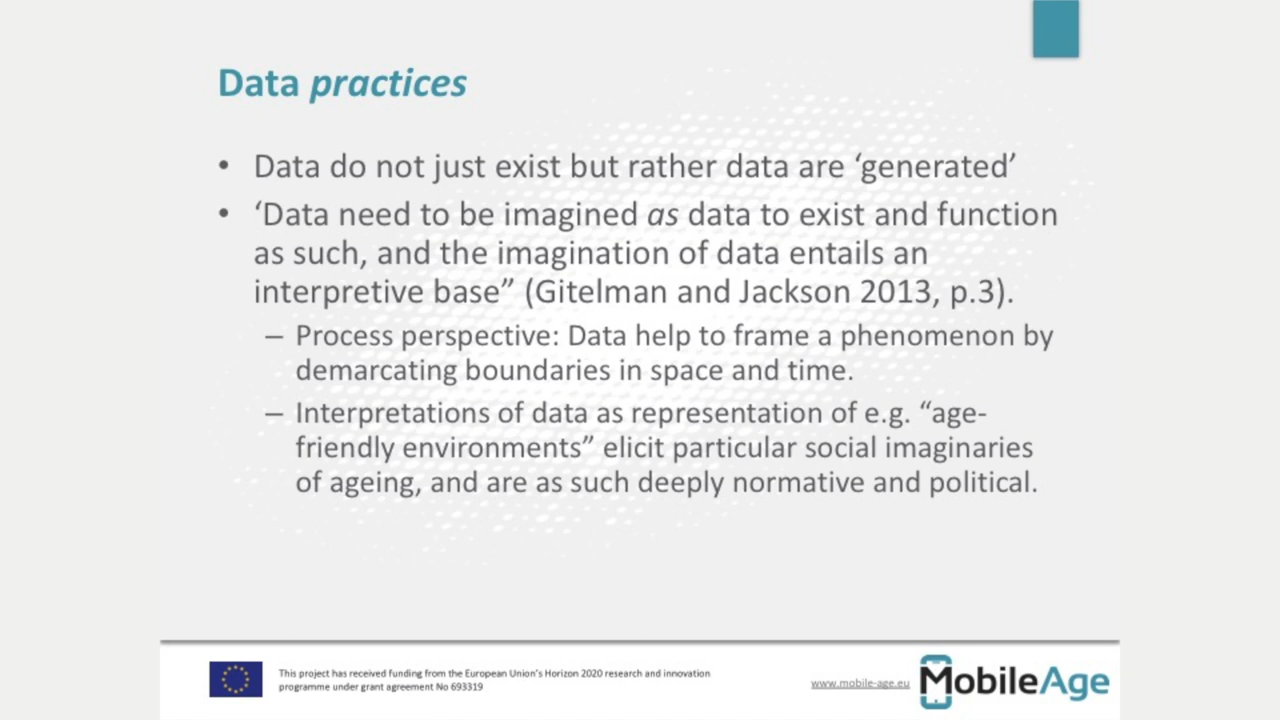 Data practices
• Data do not just exist but rather data are ‘generated’
• ‘Data need to be imagined as data to exist and function
as such, and the imagination of data entails an
interpretive base” (Gitelman and Jackson 2013, p.3).
– Process perspective: Data help to frame a phenomenon by
demarcating boundaries in space and time.
– Interpretations of data as representation of e.g. “age-
friendly environments” elicit particular social imaginaries
of ageing, and are as such deeply normative and political.
This project has received funding from the European Union’s Horizon 2020 research and innovation
programme under grant agreement No 693319
www.mobile-age.eu
MobileAge